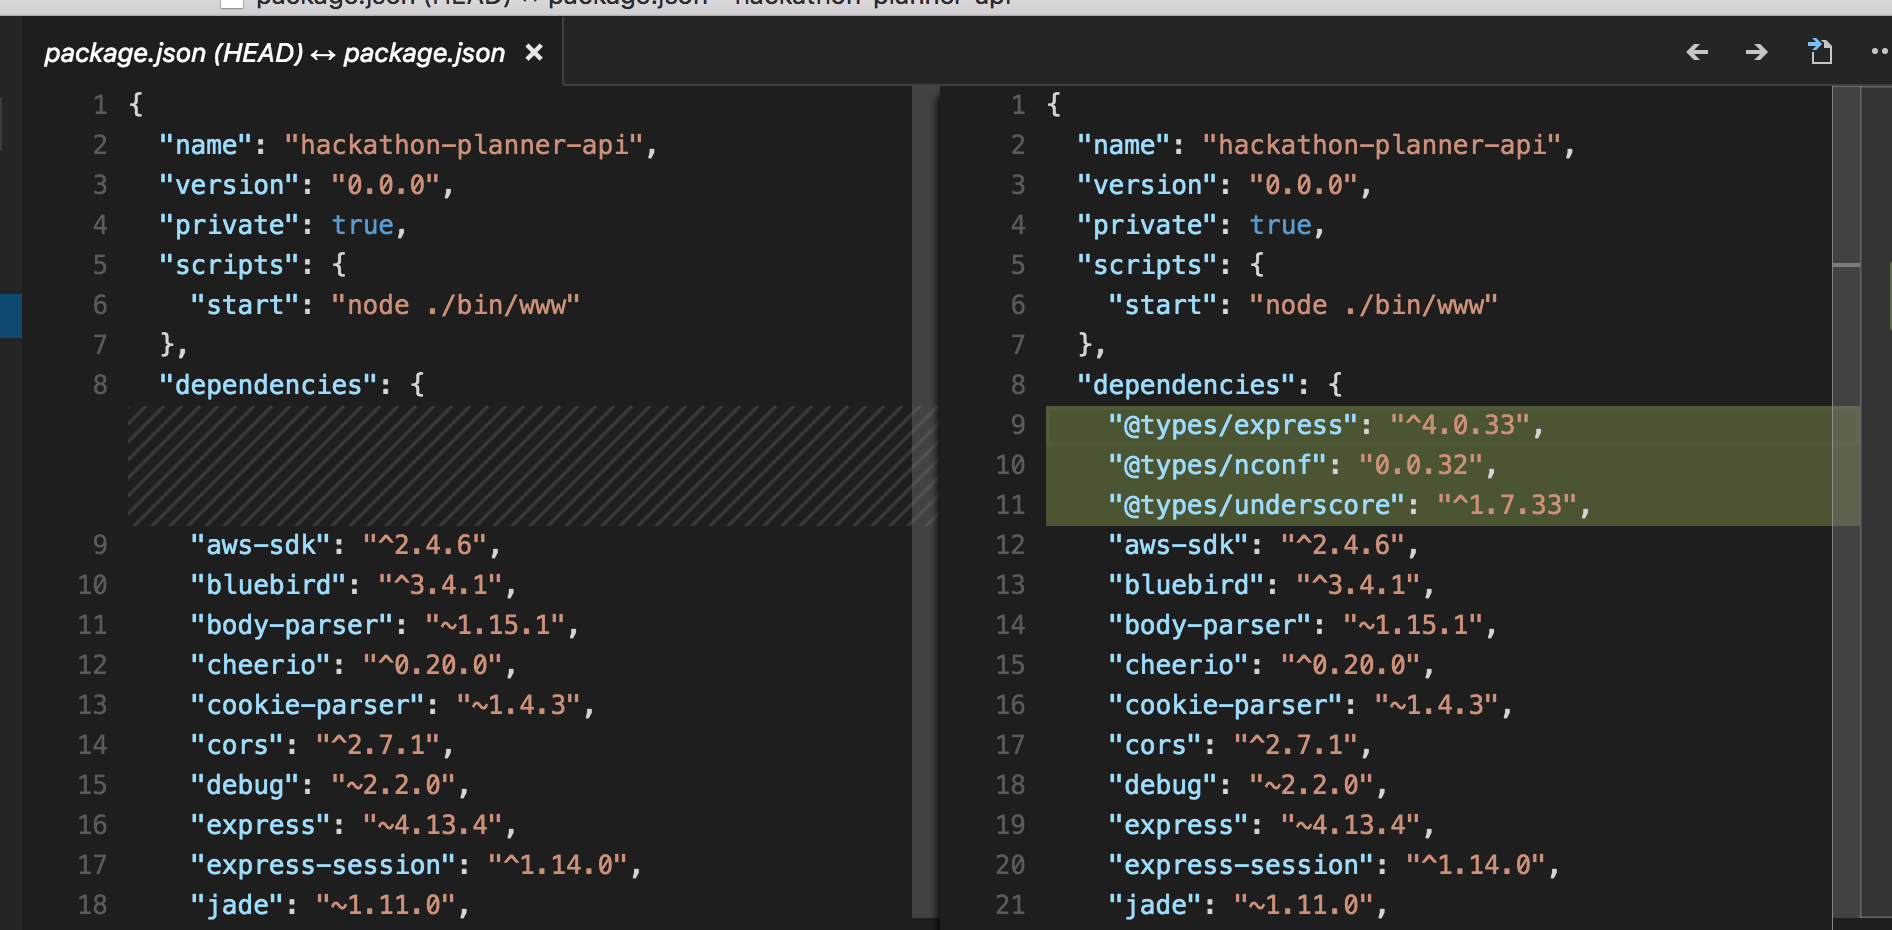 package.json (HEAD) ↔ package.json — hackathon-planner-api
package.json (HEAD) ↔ package.json ×
1 {
2 "name": "hackathon-planner-api",
3 "version": "0.0.0",
4 "private": true,
5 "scripts": {
6 "start": "node ./bin/www"
7 },
8 "dependencies": {
9 "aws-sdk": "^2.4.6",
10 "bluebird": "^3.4.1",
11 "body-parser": "~1.15.1",
12 "cheerio": "^0.20.0",
13 "cookie-parser": "~1.4.3",
14 "cors": "^2.7.1",
15 "debug": "~2.2.0",
16 "express": "~4.13.4",
17 "express-session": "^1.14.0",
18 "jade": "~1.11.0",
1 {
2 "name": "hackathon-planner-api",
3 "version": "0.0.0",
4 "private": true,
5 "scripts": {
6 "start": "node ./bin/www"
7 },
8 "dependencies": {
9 "@types/express": "^4.0.33",
10 "@types/nconf": "0.0.32",
11 "@types/underscore": "^1.7.33",
12 "aws-sdk": "^2.4.6",
13 "bluebird": "^3.4.1",
14 "body-parser": "~1.15.1",
15 "cheerio": "^0.20.0",
16 "cookie-parser": "~1.4.3",
17 "cors": "^2.7.1",
18 "debug": "~2.2.0",
19 "express": "~4.13.4",
20 "express-session": "^1.14.0",
21 "jade": "~1.11.0",